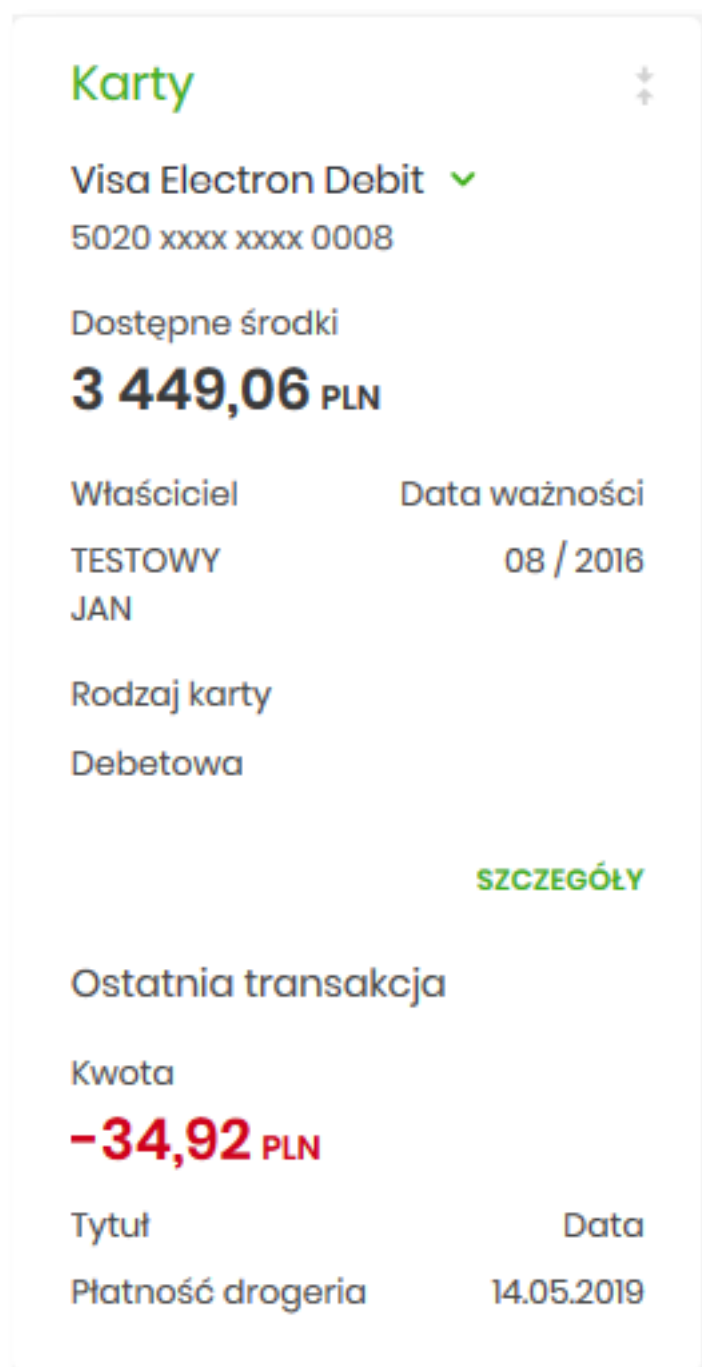 Karty
Visa Electron Debit
5020 xxxx xxxx 0008
Dostępne środki
3 449,06 PLN
Właściciel Data ważności
TESTOWY 08 / 2016
JAN
Rodzaj karty
Debetowa
SZCZEGÓŁY
Ostatnia transakcja
Kwota
-34,92 PLN
Tytuł Data
Płatność drogeria 14.05.2019